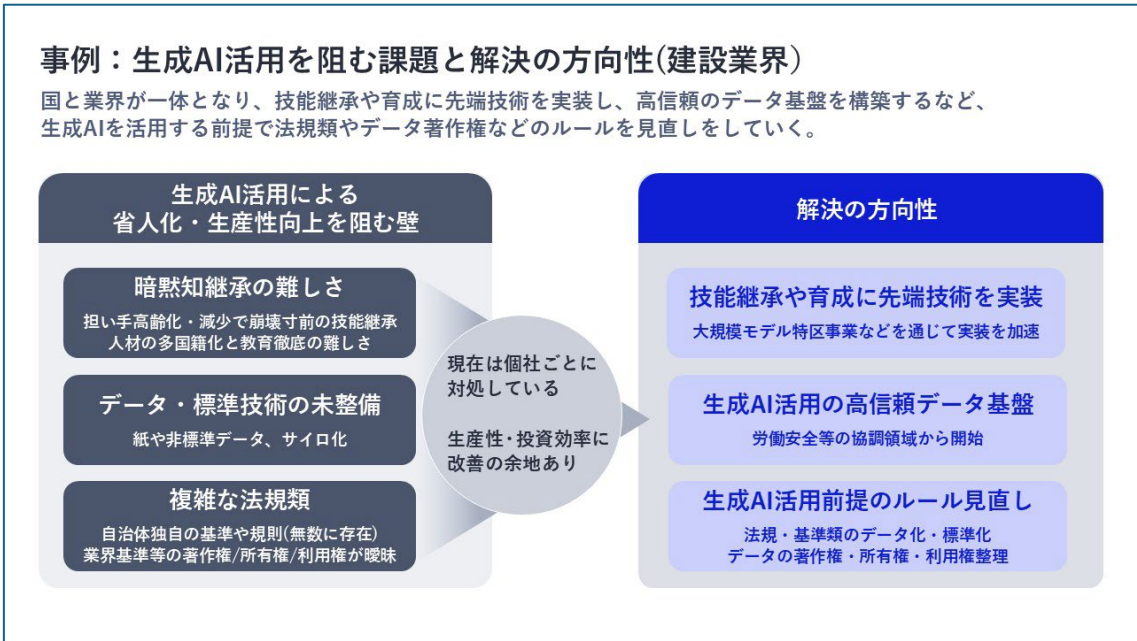 事例：生成AI活用を阻む課題と解決の方向性(建設業界）
国と業界が一体となり、技能継承や育成に先端技術を実装し、高信頼のデータ基盤を構築するなど、
生成AIを活用する前提で法規類やデータ著作権などのルールを見直しをしていく。
生成AI活用による
省人化・生産性向上を阻む壁
暗黙知継承の難しさ
担い手高齢化・減少で崩壊寸前の技能継承
人材の多国籍化と教育徹底の難しさ
データ・標準技術の未整備
紙や非標準データ、サイロ化
複雑な法規類
自治体独自の基準や規則(無数に存在)
業界基準等の著作権/所有権/利用権が曖昧
現在は個社ごとに
対処している
生産性・投資効率に
改善の余地あり
解決の方向性
技能継承や育成に先端技術を実装
大規模モデル特区事業などを通じて実装を加速
生成AI活用の高信頼データ基盤
労働安全等の協調領域から開始
生成AI活用前提のルール見直し
法規・基準類のデータ化・標準化
データの著作権・所有権・利用権整理